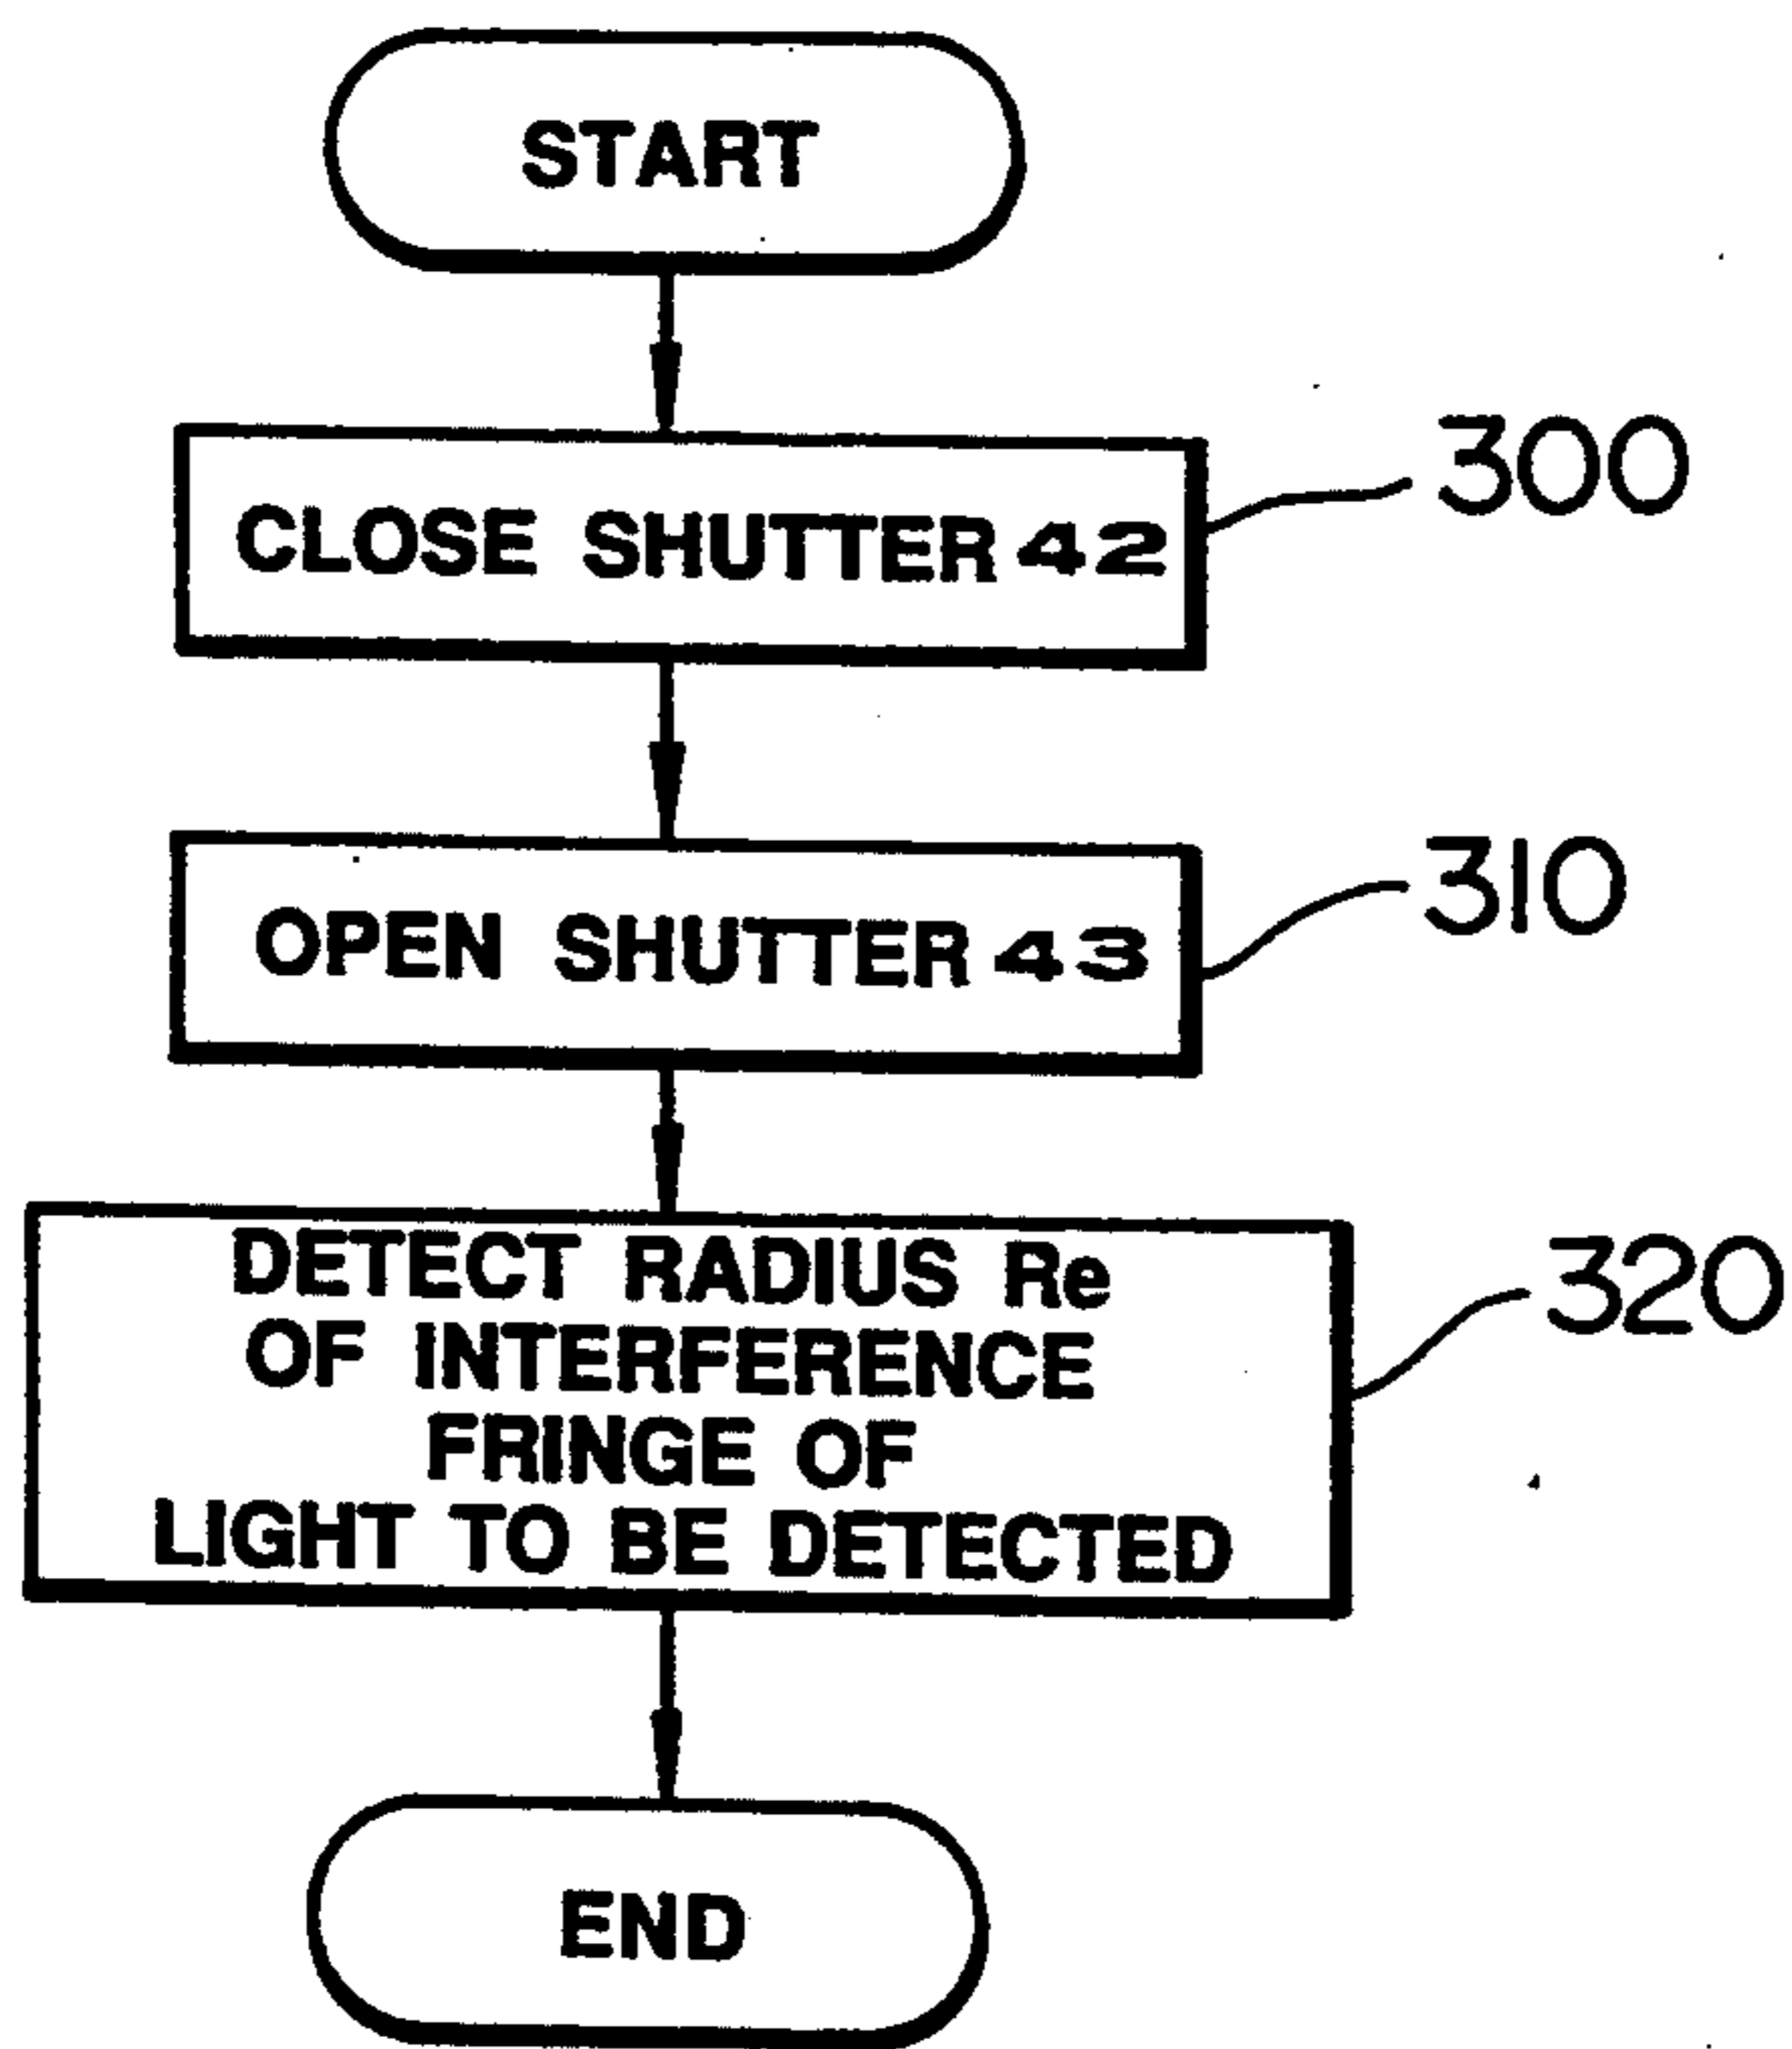 START
CLOSE SHUTTER 42
300
OPEN SHUTTER 43
310
DETECT RADIUS Re
OF INTERFERENCE
FRINGE OF
LIGHT TO BE DETECTED
320
END